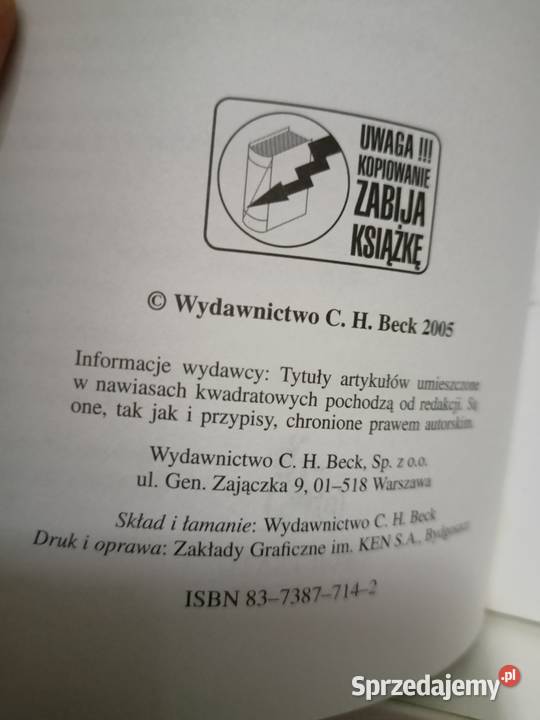 UWAGA !!!
KOPIOWANIE
ZABIJA
KSIĄŻKĘ
© Wydawnictwo C. H. Beck 2005
Informacje wydawcy: Tytuły artykułów umieszczone
w nawiasach kwadratowych pochodzą od redakcji. Są
one, tak jak i przypisy, chronione prawem autorskim.
Wydawnictwo C. H. Beck, Sp. z o.o.
ul. Gen. Zajączka 9, 01–518 Warszawa
Skład i łamanie: Wydawnictwo C. H. Beck
Druk i oprawa: Zakłady Graficzne im. KEN S.A., Bydgoszcz
ISBN 83–7387–714–2
Sprzedajemy.pl